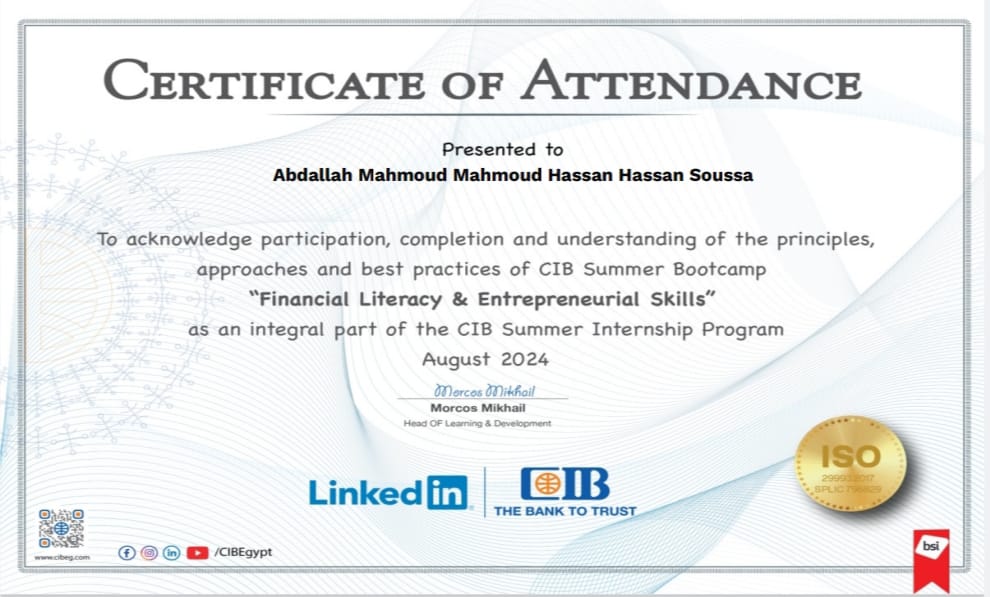 CERTIFICATE OF ATTENDANCE
Presented to
Abdallah Mahmoud Mahmoud Hassan Hassan Soussa
To acknowledge participation, completion and understanding of the principles,
approaches and best practices of CIB Summer Bootcamp
“Financial Literacy & Entrepreneurial Skills”
as an integral part of the CIB Summer Internship Program
August 2024
Morcos Mikhail
Morcos Mikhail
Head OF Learning & Development
LinkedIn
CIB
THE BANK TO TRUST
ISO
SPLIC
www.cibeg.com
/CIBEgypt
bsi